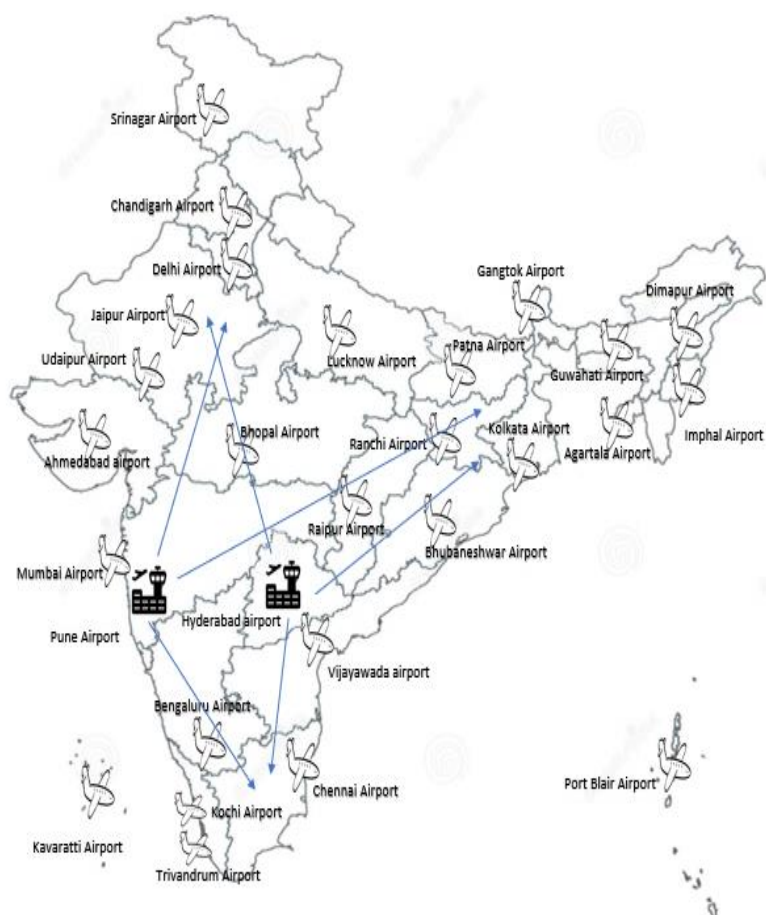 Srinagar Airport
Chandigarh Airport
Delhi Airport
Gangtok Airport
Dimapur Airport
Jaipur Airport
Patna Airport
Udaipur Airport
Lucknow Airport
Guwahati Airport
Bhopal Airport
Kolkata Airport
Imphal Airport
Ranchi Airport
Agartala Airport
Ahmedabad airport
Raipur Airport
Bhubaneshwar Airport
Mumbai Airport
Hyderabad airport
Pune Airport
Vijayawada airport
Bengaluru Airport
Port Blair Airport
Chennai Airport
Kochi Airport
Kavaratti Airport
Trivandrum Airport